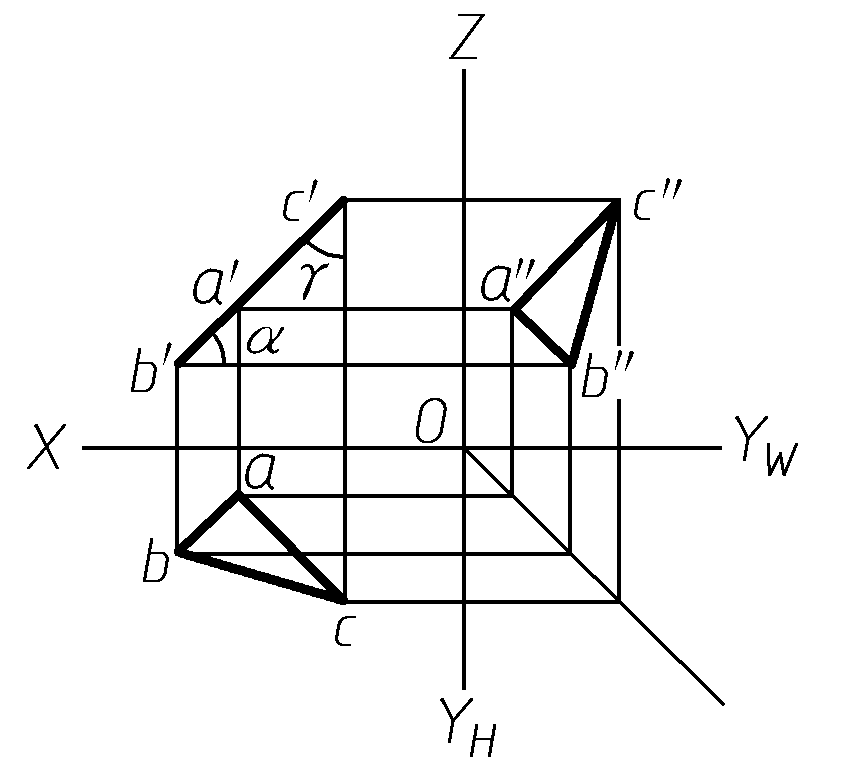 Z
c' c"
a' γ a"
α
b' b"
X O Y_W
a
b
c
Y_H